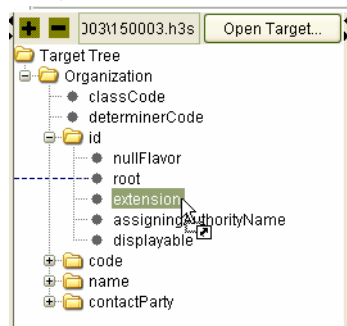 003\150003.h3s Open Target...
Target Tree
Organization
classCode
determinerCode
id
nullFlavor
root
extension
assigningAuthorityName
displayable
code
name
contactParty